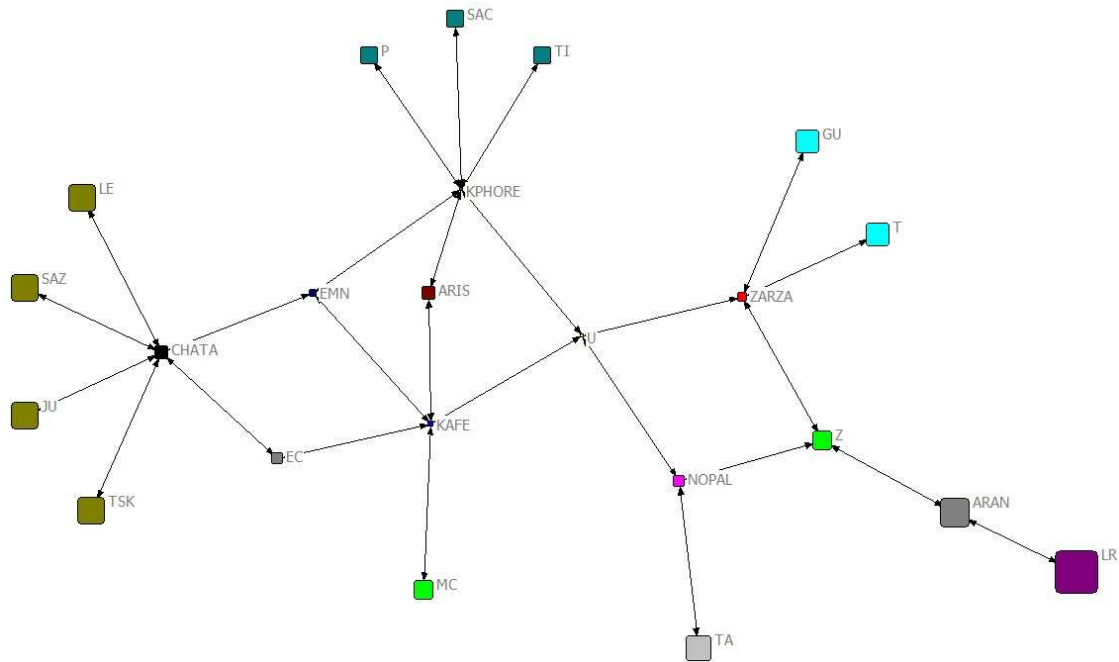 SAC
P
TI
GU
LE
KPHORE
T
SAZ
EMN
ARIS
ZARZA
U
CHATA
JU
KAFE
Z
EC
NOPAL
TSK
ARAN
LR
MC
TA